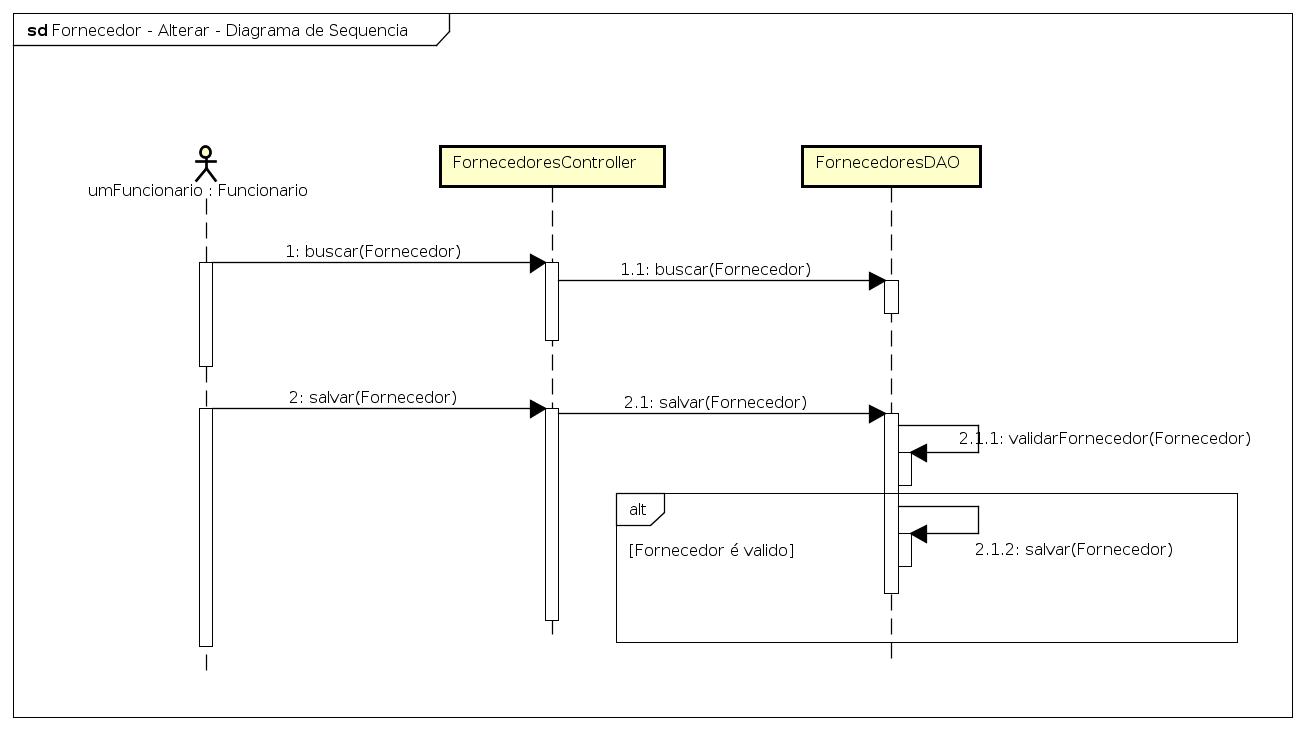 sd Fornecedor - Alterar - Diagrama de Sequencia
umFuncionario : Funcionario
FornecedoresController
FornecedoresDAO
1: buscar(Fornecedor)
1.1: buscar(Fornecedor)
2: salvar(Fornecedor)
2.1: salvar(Fornecedor)
2.1.1: validarFornecedor(Fornecedor)
alt
[Fornecedor é valido]
2.1.2: salvar(Fornecedor)